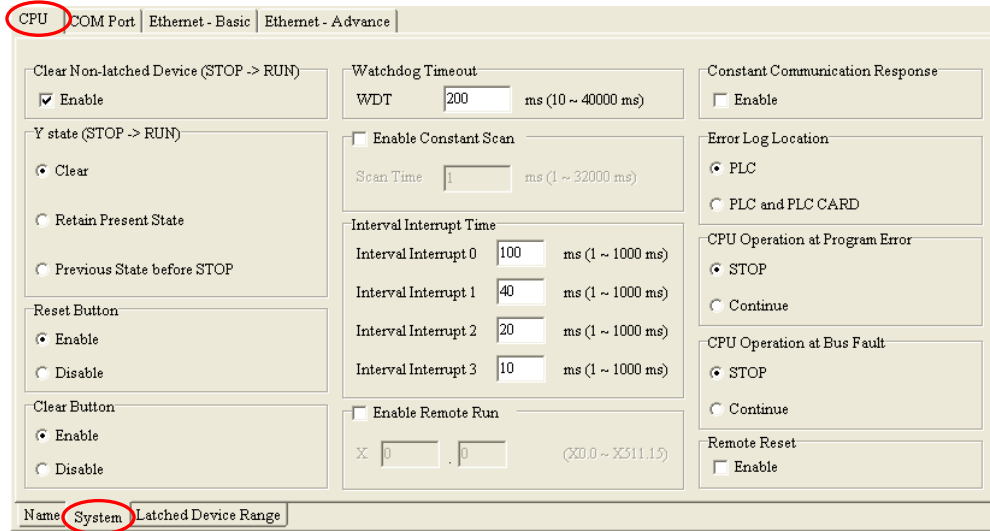 CPU COM Port Ethernet - Basic Ethernet - Advance
Clear Non-latched Device (STOP -> RUN)
Enable
Y state (STOP -> RUN)
Clear
Retain Present State
Previous State before STOP
Reset Button
Enable
Disable
Clear Button
Enable
Disable
Watchdog Timeout
WDT 200 ms (10 ~ 40000 ms)
Enable Constant Scan
Scan Time 1 ms (1 ~ 32000 ms)
Interval Interrupt Time
Interval Interrupt 0 100 ms (1 ~ 1000 ms)
Interval Interrupt 1 40 ms (1 ~ 1000 ms)
Interval Interrupt 2 20 ms (1 ~ 1000 ms)
Interval Interrupt 3 10 ms (1 ~ 1000 ms)
Enable Remote Run
X 0 . 0 (X0.0 ~ X511.15)
Constant Communication Response
Enable
Error Log Location
PLC
PLC and PLC CARD
CPU Operation at Program Error
STOP
Continue
CPU Operation at Bus Fault
STOP
Continue
Remote Reset
Enable
Name System Latched Device Range